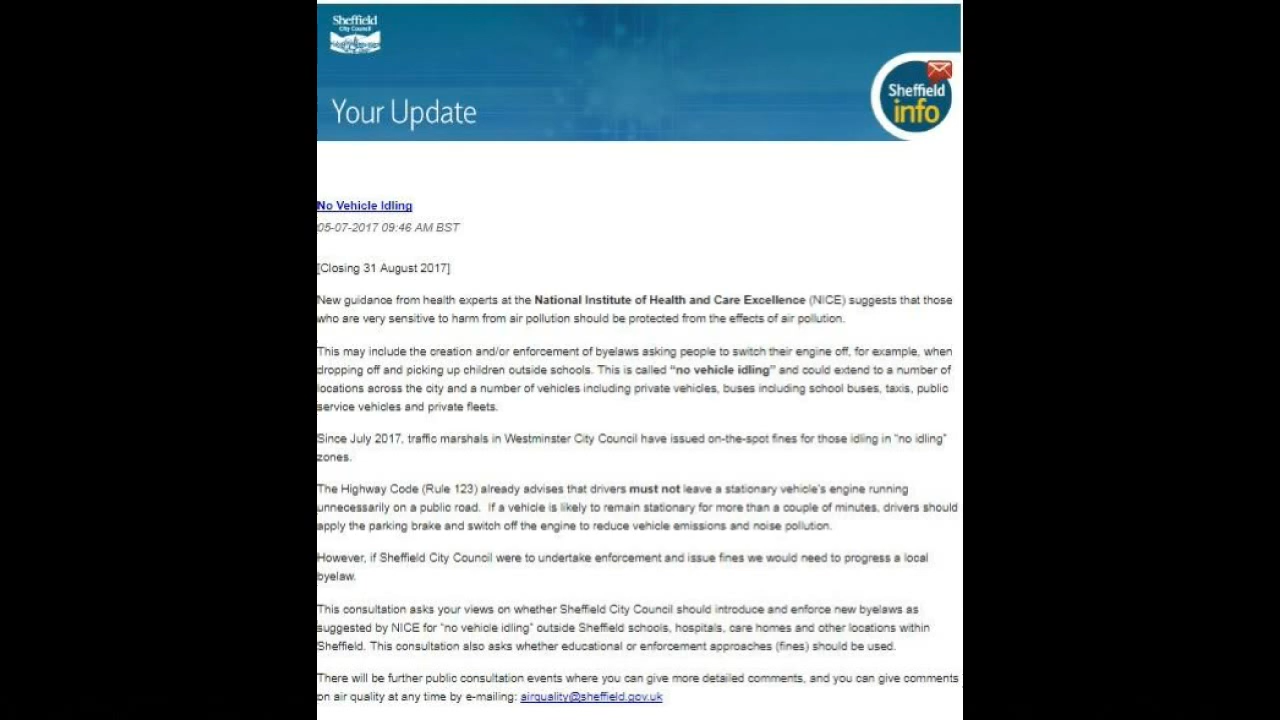 Sheffield
City Council
Your Update
Sheffield
info
No Vehicle Idling
05-07-2017 09:46 AM BST
[Closing 31 August 2017]
New guidance from health experts at the National Institute of Health and Care Excellence (NICE) suggests that those
who are very sensitive to harm from air pollution should be protected from the effects of air pollution.
This may include the creation and/or enforcement of byelaws asking people to switch their engine off, for example, when
dropping off and picking up children outside schools. This is called “no vehicle idling” and could extend to a number of
locations across the city and a number of vehicles including private vehicles, buses including school buses, taxis, public
service vehicles and private fleets.
Since July 2017, traffic marshals in Westminster City Council have issued on-the-spot fines for those idling in “no idling”
zones.
The Highway Code (Rule 123) already advises that drivers must not leave a stationary vehicle's engine running
unnecessarily on a public road. If a vehicle is likely to remain stationary for more than a couple of minutes, drivers should
apply the parking brake and switch off the engine to reduce vehicle emissions and noise pollution.
However, if Sheffield City Council were to undertake enforcement and issue fines we would need to progress a local
byelaw.
This consultation asks your views on whether Sheffield City Council should introduce and enforce new byelaws as
suggested by NICE for “no vehicle idling” outside Sheffield schools, hospitals, care homes and other locations within
Sheffield. This consultation also asks whether educational or enforcement approaches (fines) should be used.
There will be further public consultation events where you can give more detailed comments, and you can give comments
on air quality at any time by e-mailing: airquality@sheffield.gov.uk